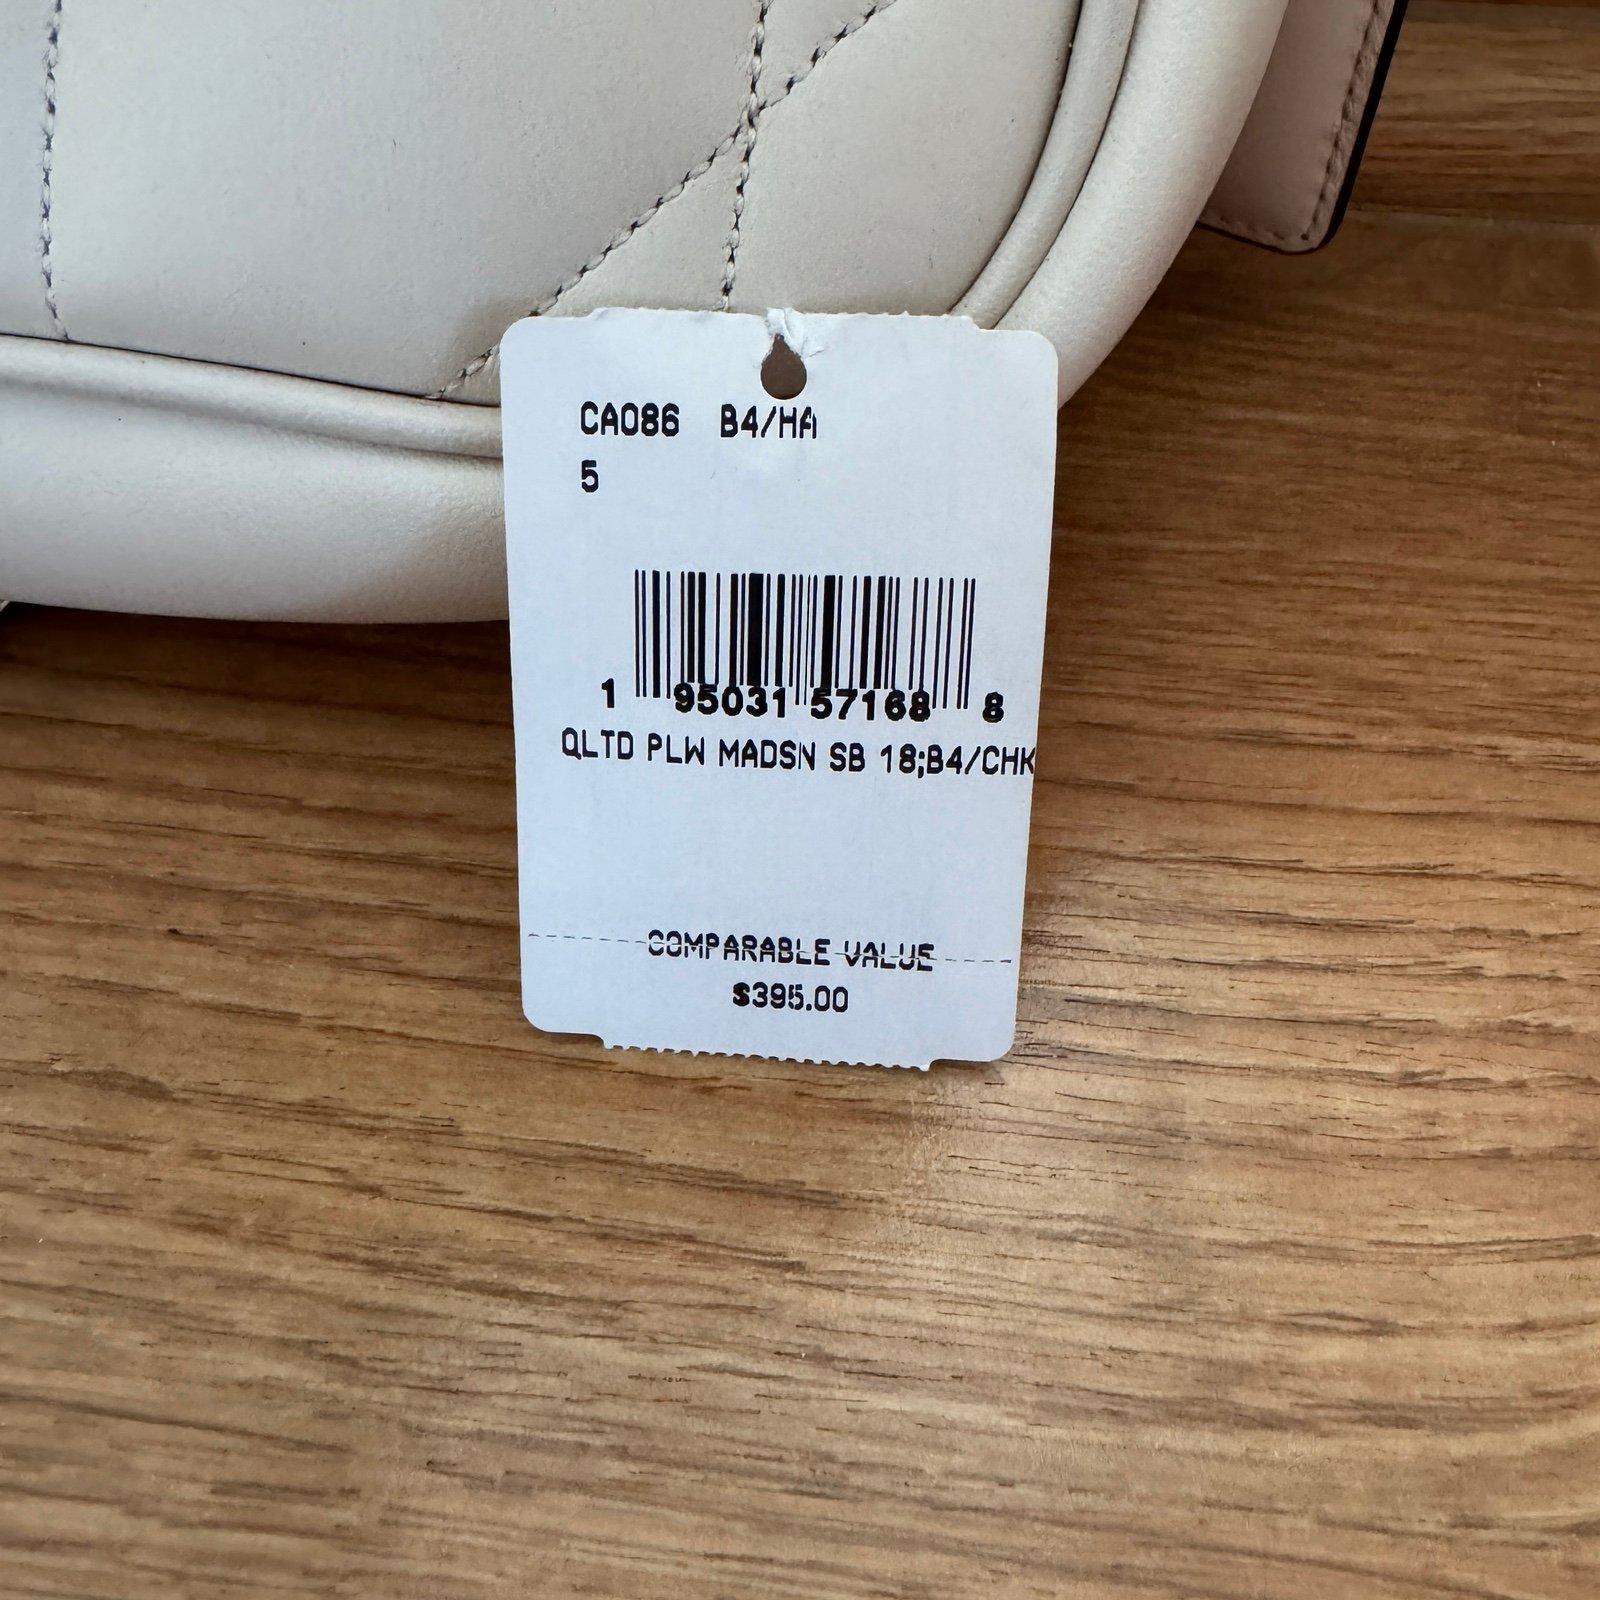 CA086 B4/HA
5
1 95031 57168 8
QLTD PLW MADSN SB 18;B4/CHK
COMPARABLE VALUE
$395.00